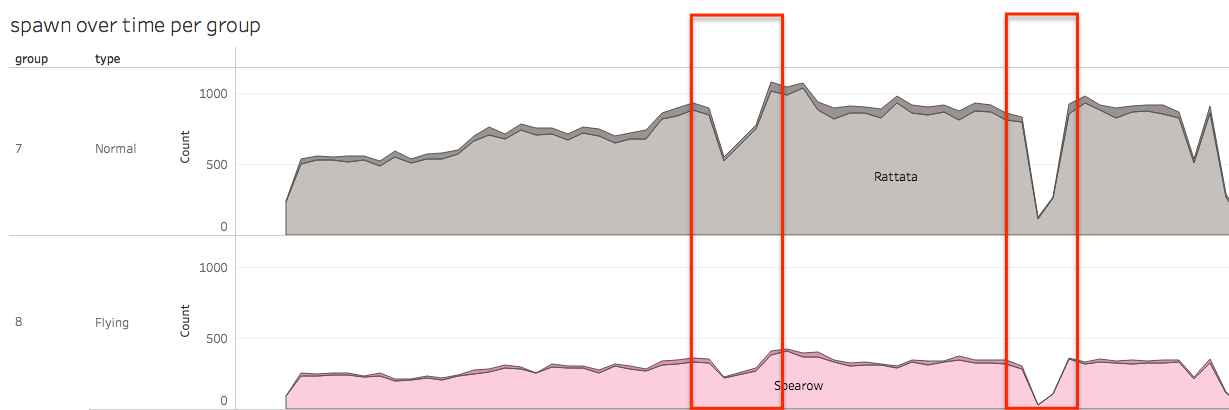 spawn over time per group
group type
1000
500
0
Count
7 Normal
Rattata
1000
500
0
Count
8 Flying
Spearow